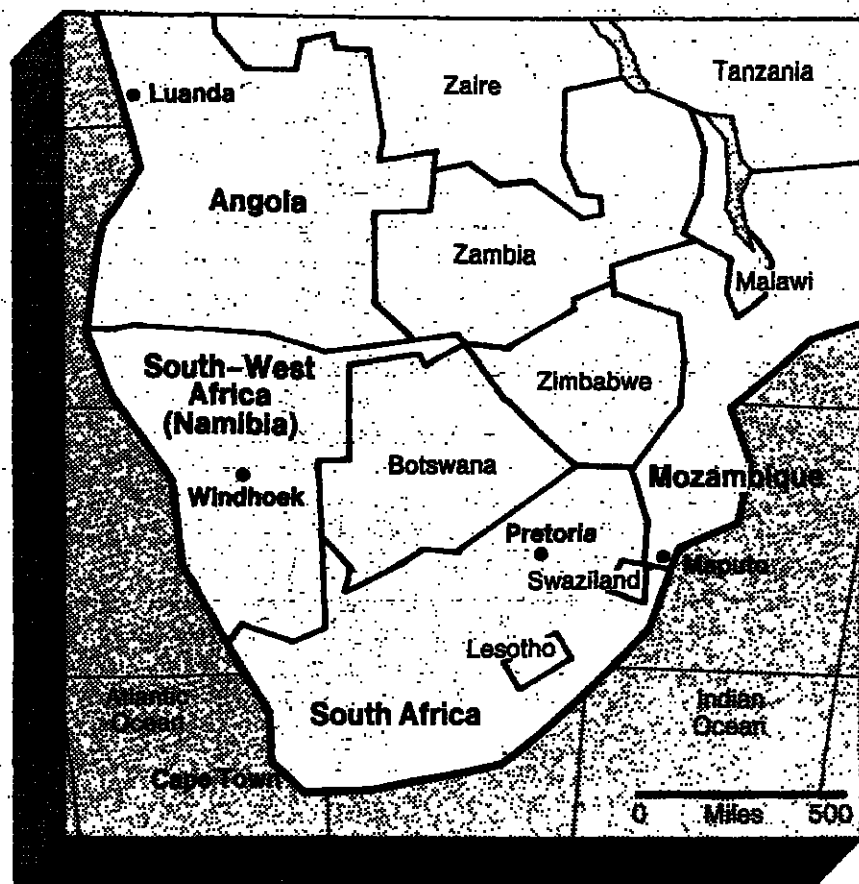 Tanzania
Zaire
Luanda
Angola
Zambia
Malawi
South-West
Africa
(Namibia)
Zimbabwe
Botswana
Mozambique
Windhoek
Pretoria
Maputo
Swaziland
Lesotho
Atlantic
Ocean
South Africa
Indian
Ocean
Cape Town
0 Miles 500